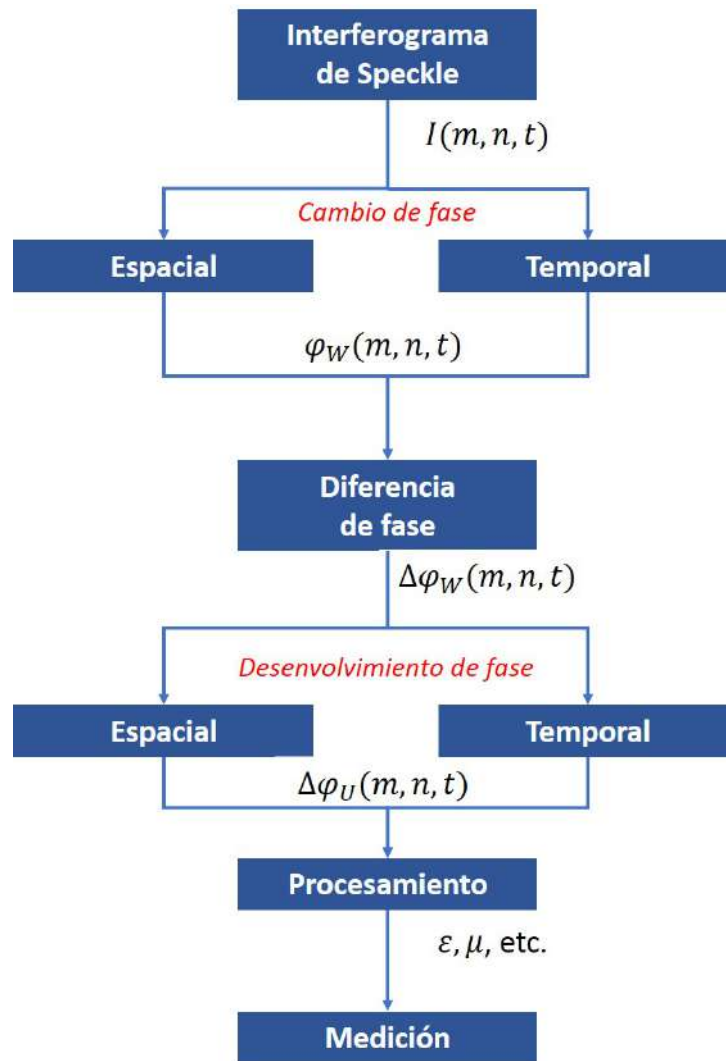 Interferograma
de Speckle
I(m, n, t)
Cambio de fase
Espacial
Temporal
φ_W(m, n, t)
Diferencia
de fase
Δφ_W(m, n, t)
Desenvolvimiento de fase
Espacial
Temporal
Δφ_U(m, n, t)
Procesamiento
ε, μ, etc.
Medición